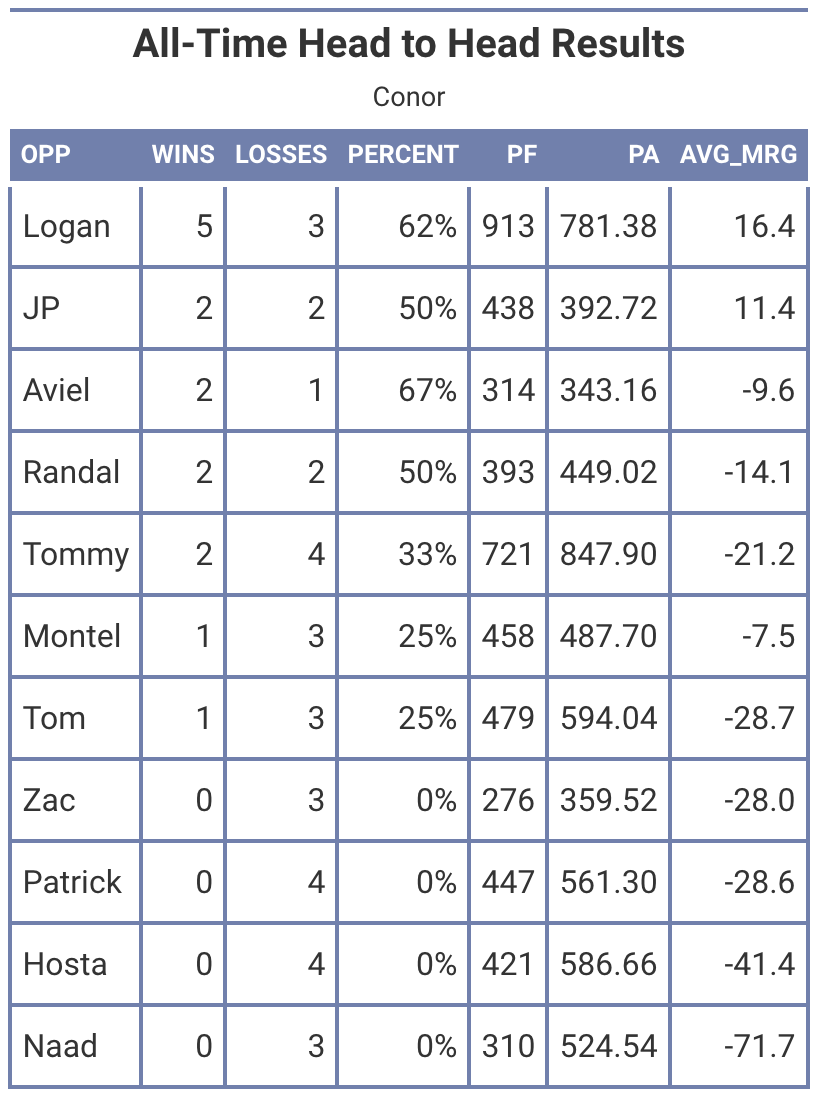 All-Time Head to Head Results
Conor
OPP WINS LOSSES PERCENT PF PA AVG_MRG
Logan 5 3 62% 913 781.38 16.4
JP 2 2 50% 438 392.72 11.4
Aviel 2 1 67% 314 343.16 -9.6
Randal 2 2 50% 393 449.02 -14.1
Tommy 2 4 33% 721 847.90 -21.2
Montel 1 3 25% 458 487.70 -7.5
Tom 1 3 25% 479 594.04 -28.7
Zac 0 3 0% 276 359.52 -28.0
Patrick 0 4 0% 447 561.30 -28.6
Hosta 0 4 0% 421 586.66 -41.4
Naad 0 3 0% 310 524.54 -71.7